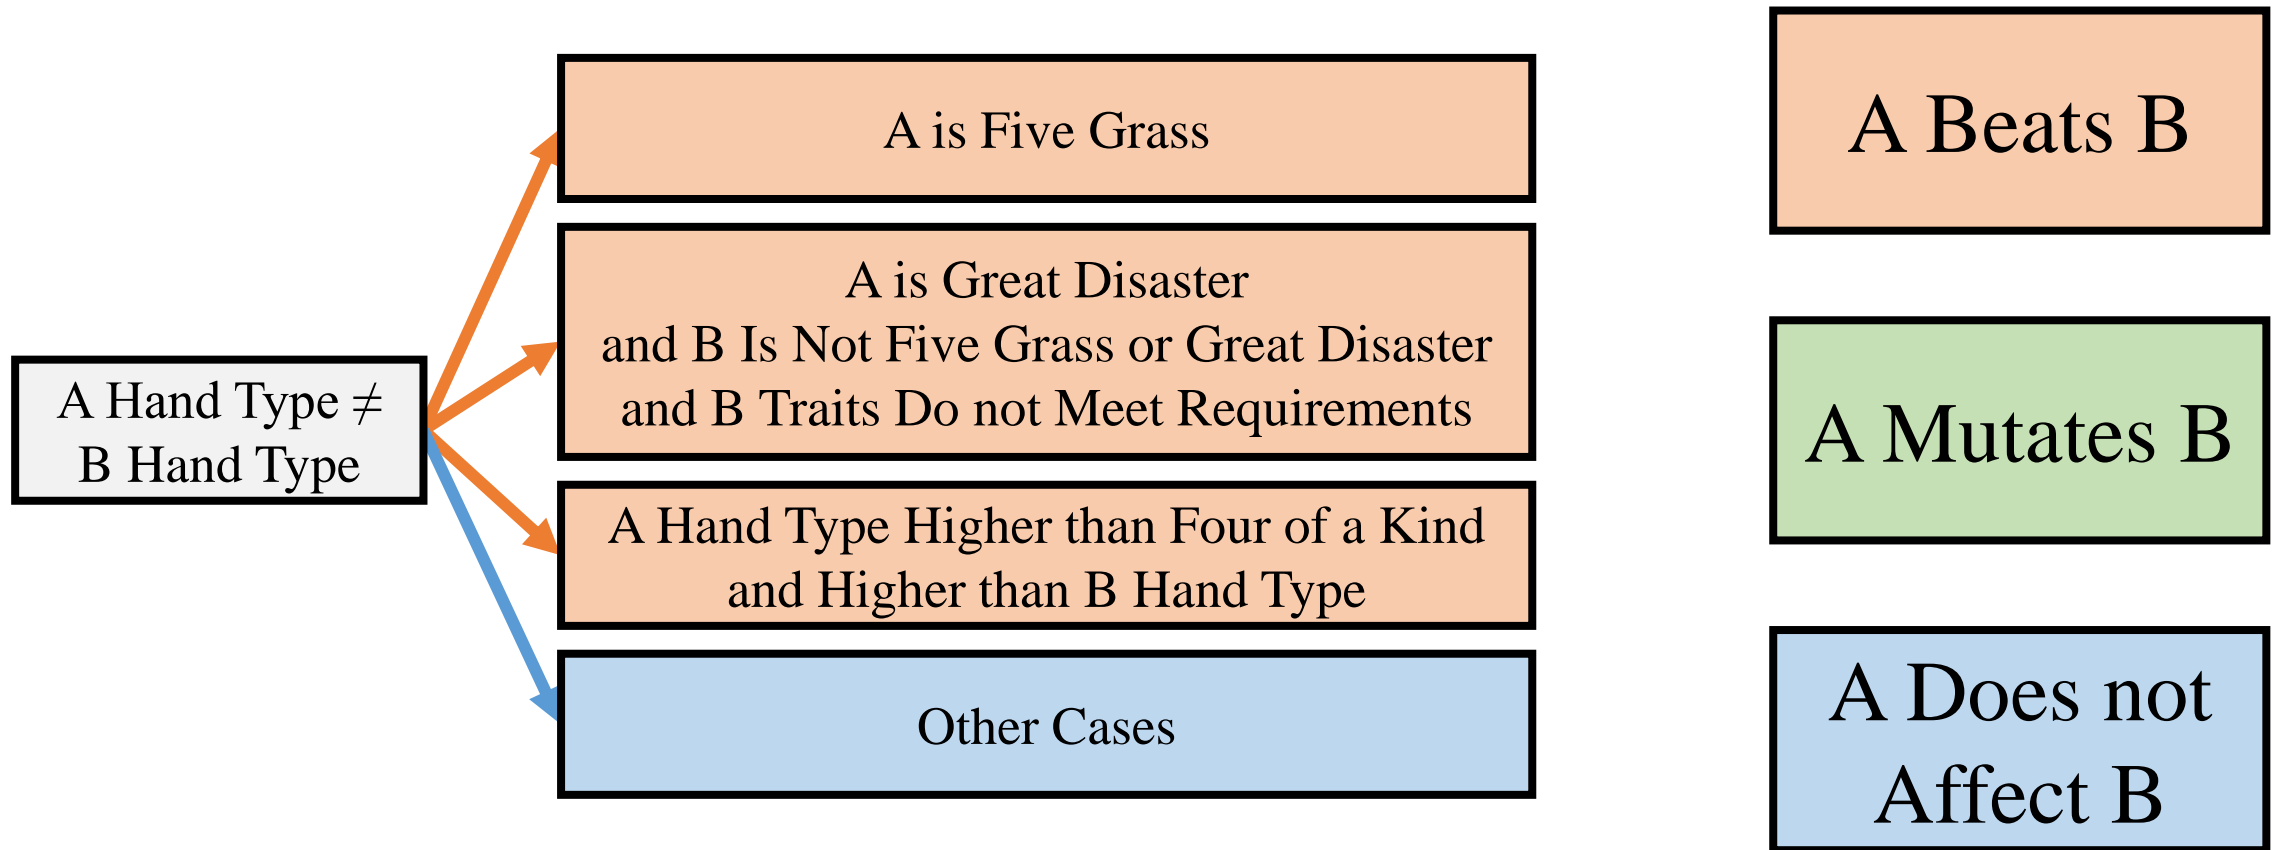 A Hand Type ≠
B Hand Type
A is Five Grass
A is Great Disaster
and B Is Not Five Grass or Great Disaster
and B Traits Do not Meet Requirements
A Hand Type Higher than Four of a Kind
and Higher than B Hand Type
Other Cases
A Beats B
A Mutates B
A Does not
Affect B